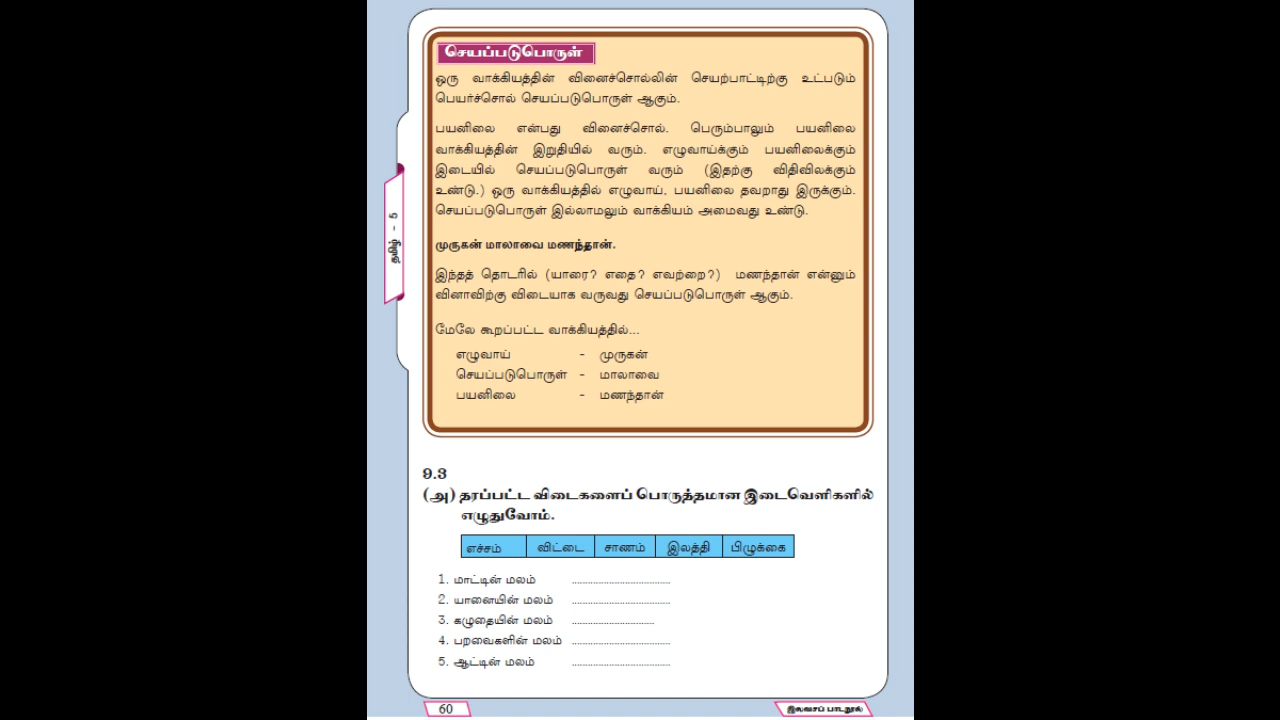 செயப்படுபொருள்
ஒரு வாக்கியத்தின் வினைச்சொல்லின் செயற்பாட்டிற்கு உட்படும்
பெயர்ச்சொல் செயப்படுபொருள் ஆகும்.
பயனிலை என்பது வினைச்சொல். பெரும்பாலும் பயனிலை
வாக்கியத்தின் இறுதியில் வரும். எழுவாய்க்கும் பயனிலைக்கும்
இடையில் செயப்படுபொருள் வரும் (இதற்கு விதிவிலக்கும்
உண்டு.) ஒரு வாக்கியத்தில் எழுவாய், பயனிலை தவறாது இருக்கும்.
செயப்படுபொருள் இல்லாமலும் வாக்கியம் அமைவது உண்டு.
தமிழ் - 5
முருகன் மாலாவை மணந்தான்.
இந்தத் தொடரில் (யாரை? எதை? எவற்றை?) மணந்தான் என்னும்
வினாவிற்கு விடையாக வருவது செயப்படுபொருள் ஆகும்.
மேலே கூறப்பட்ட வாக்கியத்தில்...
எழுவாய் - முருகன்
செயப்படுபொருள் - மாலாவை
பயனிலை - மணந்தான்
9.3
(அ) தரப்பட்ட விடைகளைப் பொருத்தமான இடைவெளிகளில்
எழுதுவோம்.
எச்சம் விட்டை சாணம் இலத்தி பிழுக்கை
1. மாட்டின் மலம் ....................................
2. யானையின் மலம் ....................................
3. கழுதையின் மலம் ..............................
4. பறவைகளின் மலம் ....................................
5. ஆட்டின் மலம் ....................................
60
இலவசப் பாடநூல்